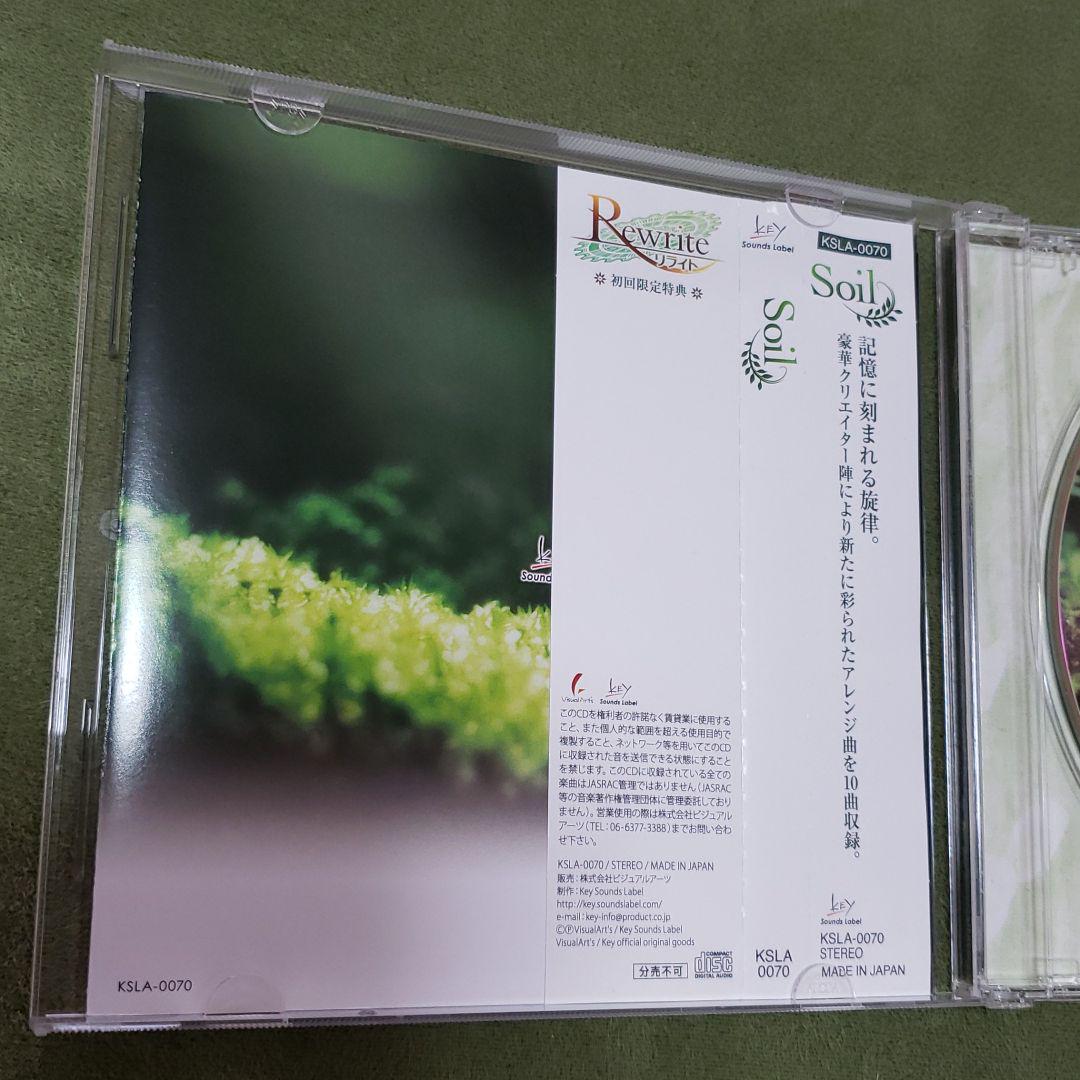 Rewrite
リライト
初回限定特典
VisualArt's
KEY
Sounds Label
このCDを権利者の許諾なく賃貸業に使用する
こと、また個人的な範囲を超える使用目的で
複製すること、ネットワーク等を用いてこのCD
に収録された音を送信できる状態にすること
を禁じます。このCDに収録されている全ての
楽曲はJASRAC管理ではありません(JASRAC
等の音楽著作権管理団体に管理委託しており
ません)。営業使用の際は株式会社ビジュアル
アーツ(TEL:06-6377-3388)までお問い合わ
せ下さい。
KSLA-0070 / STEREO / MADE IN JAPAN
販売:株式会社ビジュアルアーツ
制作:Key Sounds Label
http://key.soundslabel.com/
e-mail:key-info@product.co.jp
ⒸⓅVisualArt's / Key Sounds Label
VisualArt's / Key official original goods
分売不可
COMPACT
disc
DIGITAL AUDIO
KEY
Sounds Label
Soil
KSLA
0070
KSLA-0070
Soil
記憶に刻まれる旋律。
豪華クリエイター陣により新たに彩られたアレンジ曲を10曲収録。
KEY
Sounds Label
KSLA-0070
STEREO
MADE IN JAPAN
Soun
KSLA-0070